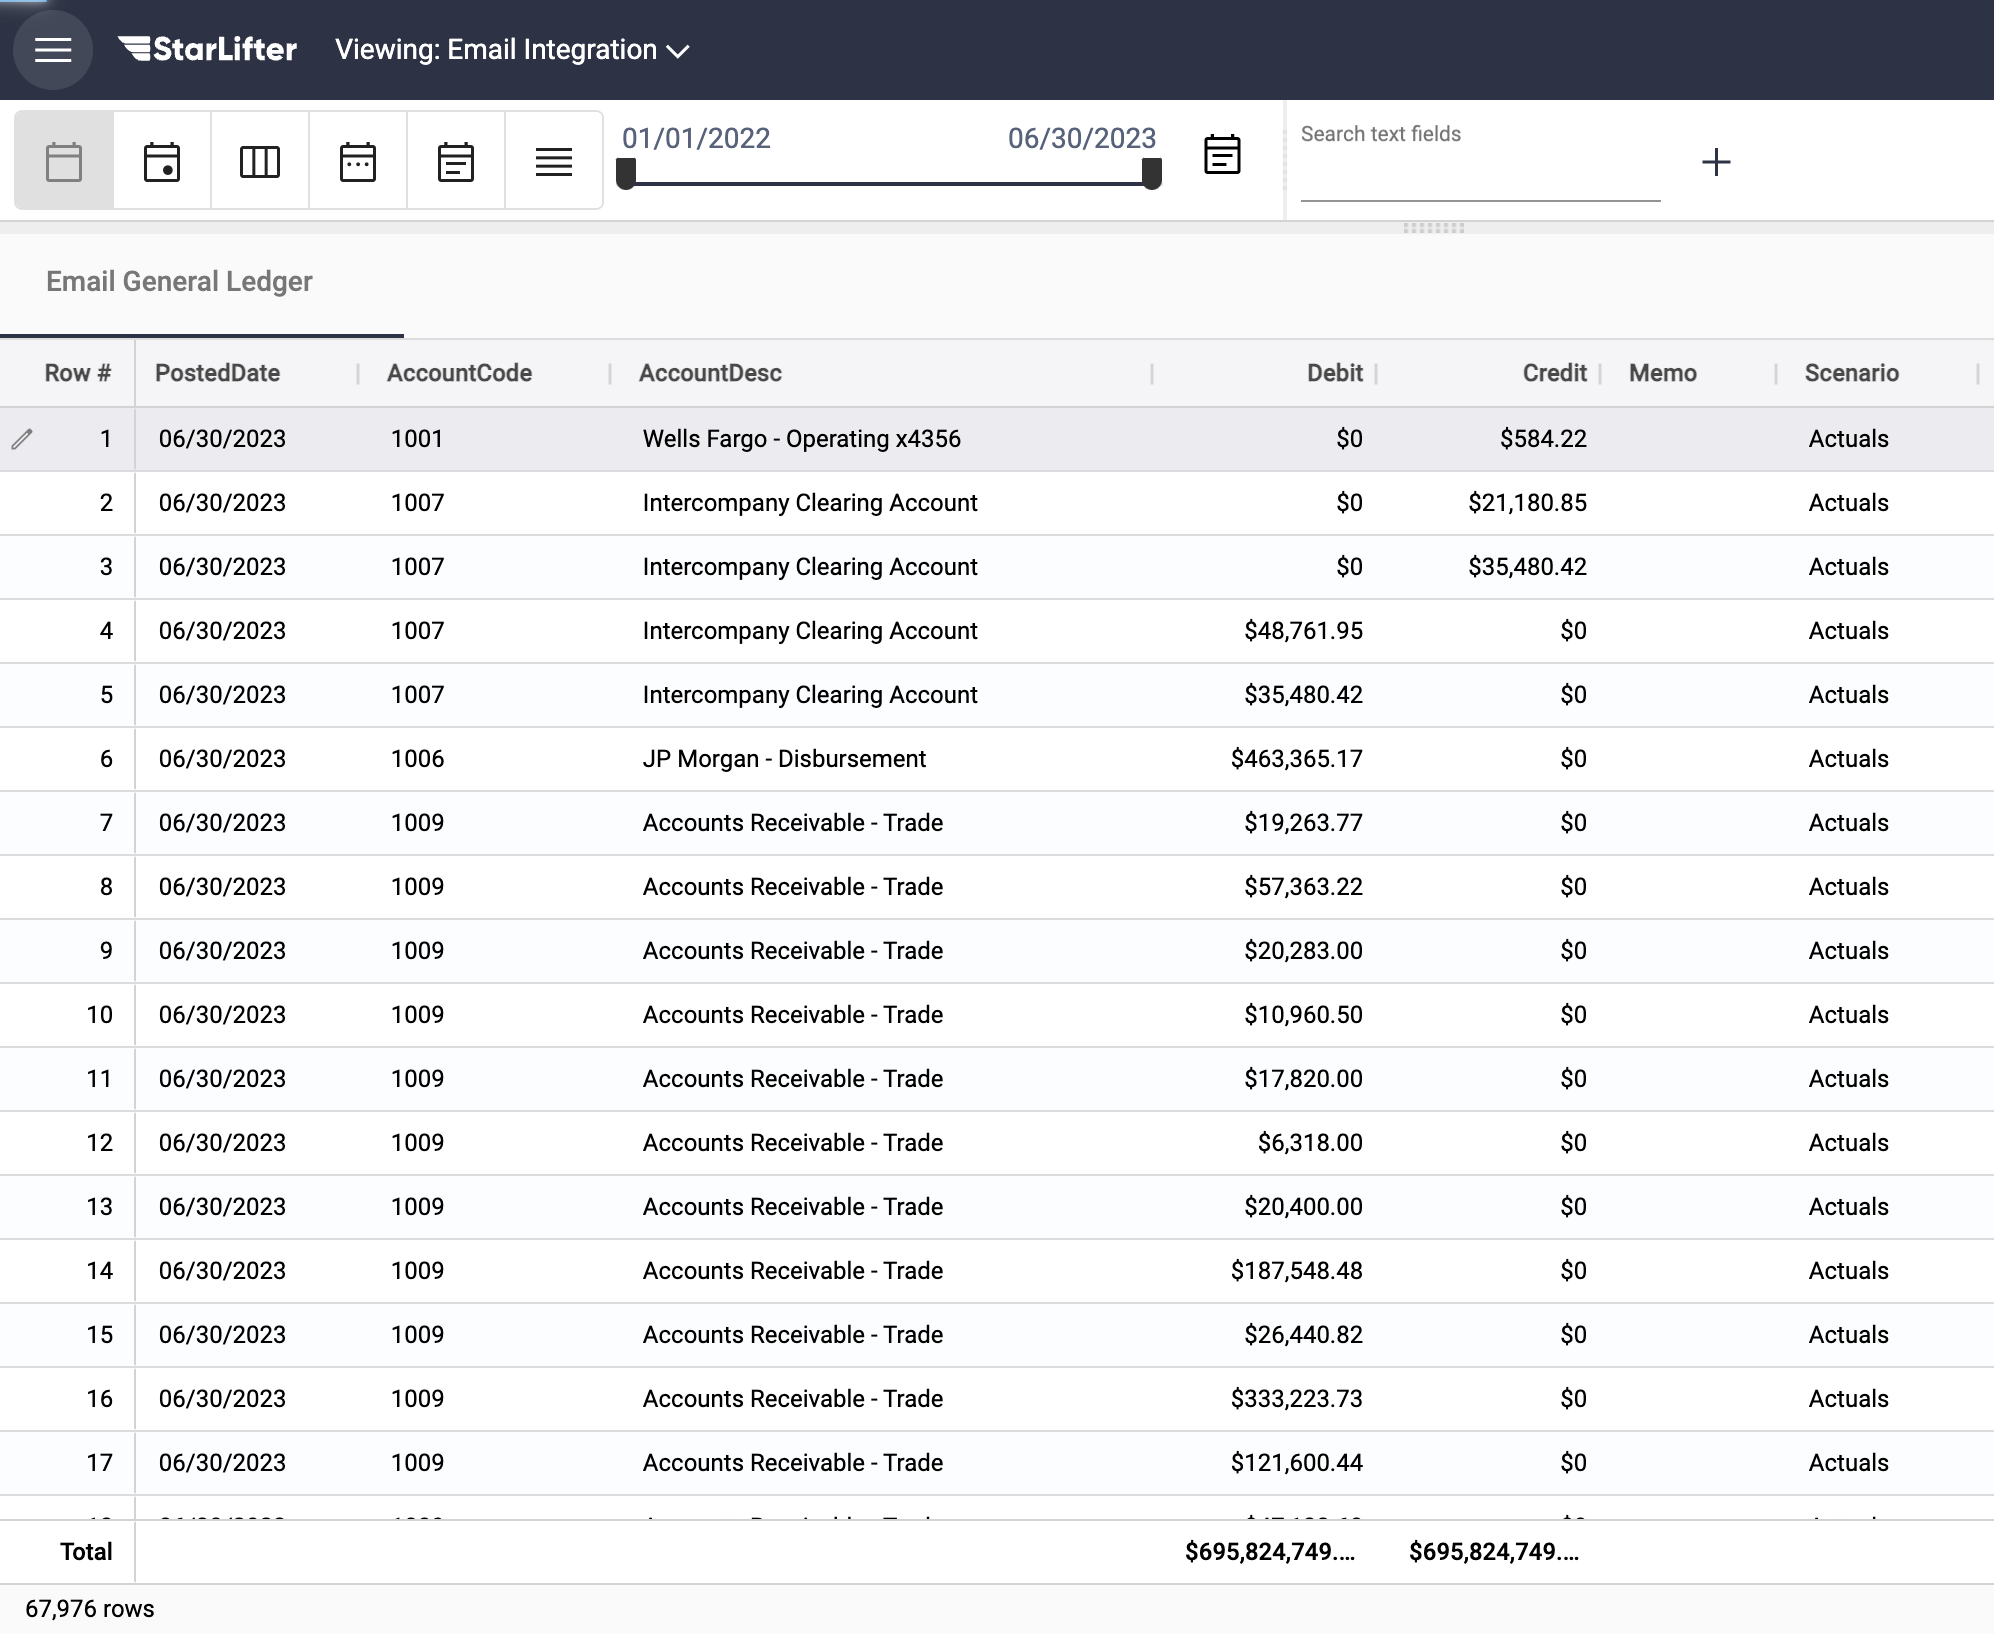 StarLifter Viewing: Email Integration
01/01/2022 06/30/2023 Search text fields
Email General Ledger
Row # PostedDate AccountCode AccountDesc Debit Credit Memo Scenario
1 06/30/2023 1001 Wells Fargo - Operating x4356 $0 $584.22 Actuals
2 06/30/2023 1007 Intercompany Clearing Account $0 $21,180.85 Actuals
3 06/30/2023 1007 Intercompany Clearing Account $0 $35,480.42 Actuals
4 06/30/2023 1007 Intercompany Clearing Account $48,761.95 $0 Actuals
5 06/30/2023 1007 Intercompany Clearing Account $35,480.42 $0 Actuals
6 06/30/2023 1006 JP Morgan - Disbursement $463,365.17 $0 Actuals
7 06/30/2023 1009 Accounts Receivable - Trade $19,263.77 $0 Actuals
8 06/30/2023 1009 Accounts Receivable - Trade $57,363.22 $0 Actuals
9 06/30/2023 1009 Accounts Receivable - Trade $20,283.00 $0 Actuals
10 06/30/2023 1009 Accounts Receivable - Trade $10,960.50 $0 Actuals
11 06/30/2023 1009 Accounts Receivable - Trade $17,820.00 $0 Actuals
12 06/30/2023 1009 Accounts Receivable - Trade $6,318.00 $0 Actuals
13 06/30/2023 1009 Accounts Receivable - Trade $20,400.00 $0 Actuals
14 06/30/2023 1009 Accounts Receivable - Trade $187,548.48 $0 Actuals
15 06/30/2023 1009 Accounts Receivable - Trade $26,440.82 $0 Actuals
16 06/30/2023 1009 Accounts Receivable - Trade $333,223.73 $0 Actuals
17 06/30/2023 1009 Accounts Receivable - Trade $121,600.44 $0 Actuals
Total $695,824,749.... $695,824,749....
67,976 rows